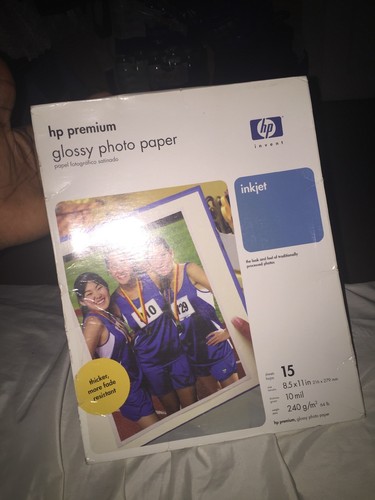 hp premium
glossy photo paper
papel fotográfico satinado
hp
invent
inkjet
the look and feel of traditionally
processed photos
thicker,
more fade
resistant
15
8.5 x 11 in
10 mil
240 g/m²
hp premium, glossy photo paper